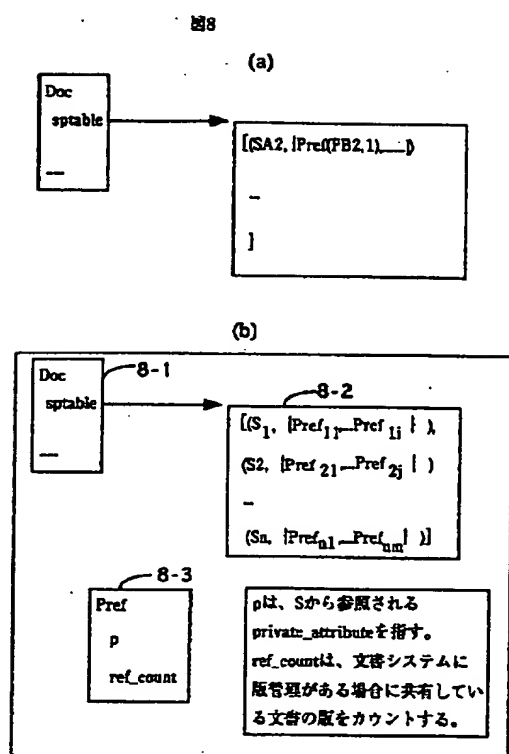 図8
(a)
Doc
sptable
—
[(SA2, {Pref(PB2,1),......})
—
]
(b)
Doc
8-1
sptable
—
8-2
[(S1, {Pref11,...Pref1i} ),
(S2, {Pref21,...Pref2j} )
—
(Sn, {Prefn1,...Prefnm} )]
8-3
Pref
p
ref_count
pは、Sから参照される
private_attributeを指す。
ref_countは、文書システムに
版管理がある場合に共有してい
る文書の版をカウントする。